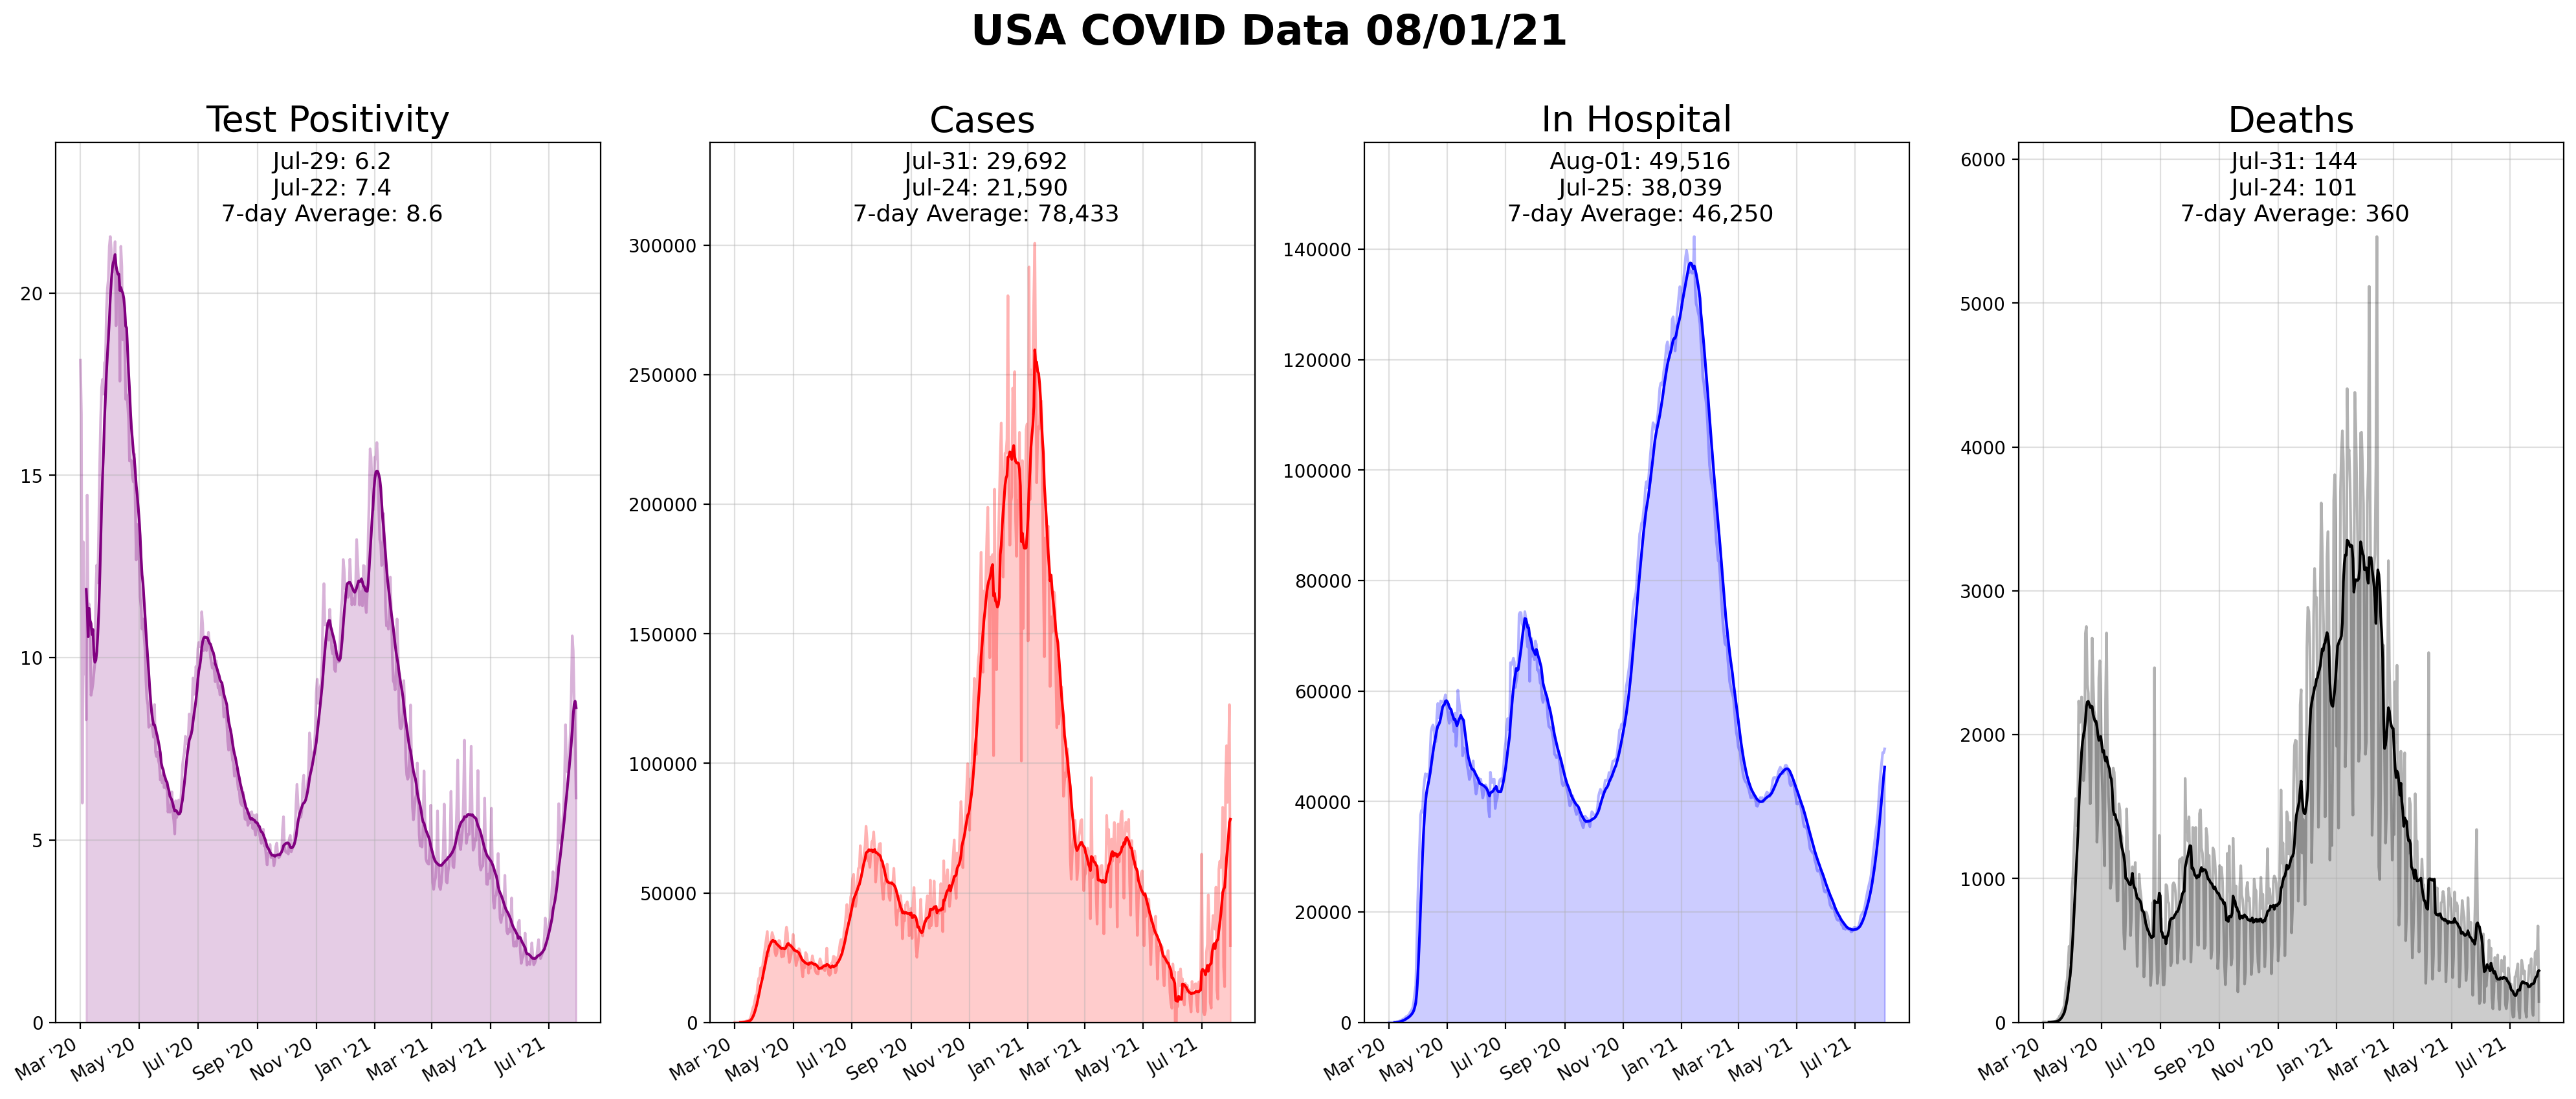 USA COVID Data 08/01/21
Test Positivity
Jul-29: 6.2
Jul-22: 7.4
7-day Average: 8.6
20
15
10
5
0
Mar '20
May '20
Jul '20
Sep '20
Nov '20
Jan '21
Mar '21
May '21
Jul '21
Cases
Jul-31: 29,692
Jul-24: 21,590
7-day Average: 78,433
300000
250000
200000
150000
100000
50000
0
Mar '20
May '20
Jul '20
Sep '20
Nov '20
Jan '21
Mar '21
May '21
Jul '21
In Hospital
Aug-01: 49,516
Jul-25: 38,039
7-day Average: 46,250
140000
120000
100000
80000
60000
40000
20000
0
Mar '20
May '20
Jul '20
Sep '20
Nov '20
Jan '21
Mar '21
May '21
Jul '21
Deaths
Jul-31: 144
Jul-24: 101
7-day Average: 360
6000
5000
4000
3000
2000
1000
0
Mar '20
May '20
Jul '20
Sep '20
Nov '20
Jan '21
Mar '21
May '21
Jul '21